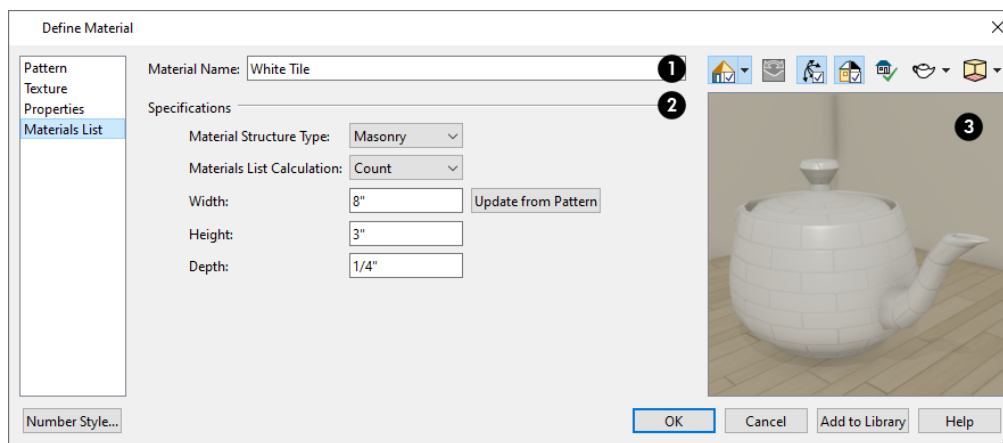 Define Material
Pattern
Texture
Properties
Materials List
Material Name: White Tile 1
Specifications 2
Material Structure Type: Masonry
Materials List Calculation: Count
Width: 8" Update from Pattern
Height: 3"
Depth: 1/4"
3
Number Style... OK Cancel Add to Library Help